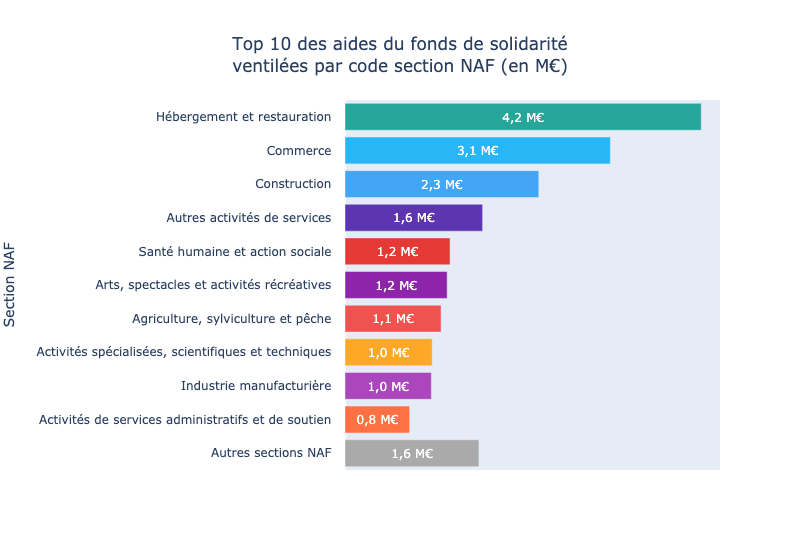 Top 10 des aides du fonds de solidarité
ventilées par code section NAF (en M€)
Section NAF
Hébergement et restauration 4,2 M€
Commerce 3,1 M€
Construction 2,3 M€
Autres activités de services 1,6 M€
Santé humaine et action sociale 1,2 M€
Arts, spectacles et activités récréatives 1,2 M€
Agriculture, sylviculture et pêche 1,1 M€
Activités spécialisées, scientifiques et techniques 1,0 M€
Industrie manufacturière 1,0 M€
Activités de services administratifs et de soutien 0,8 M€
Autres sections NAF 1,6 M€